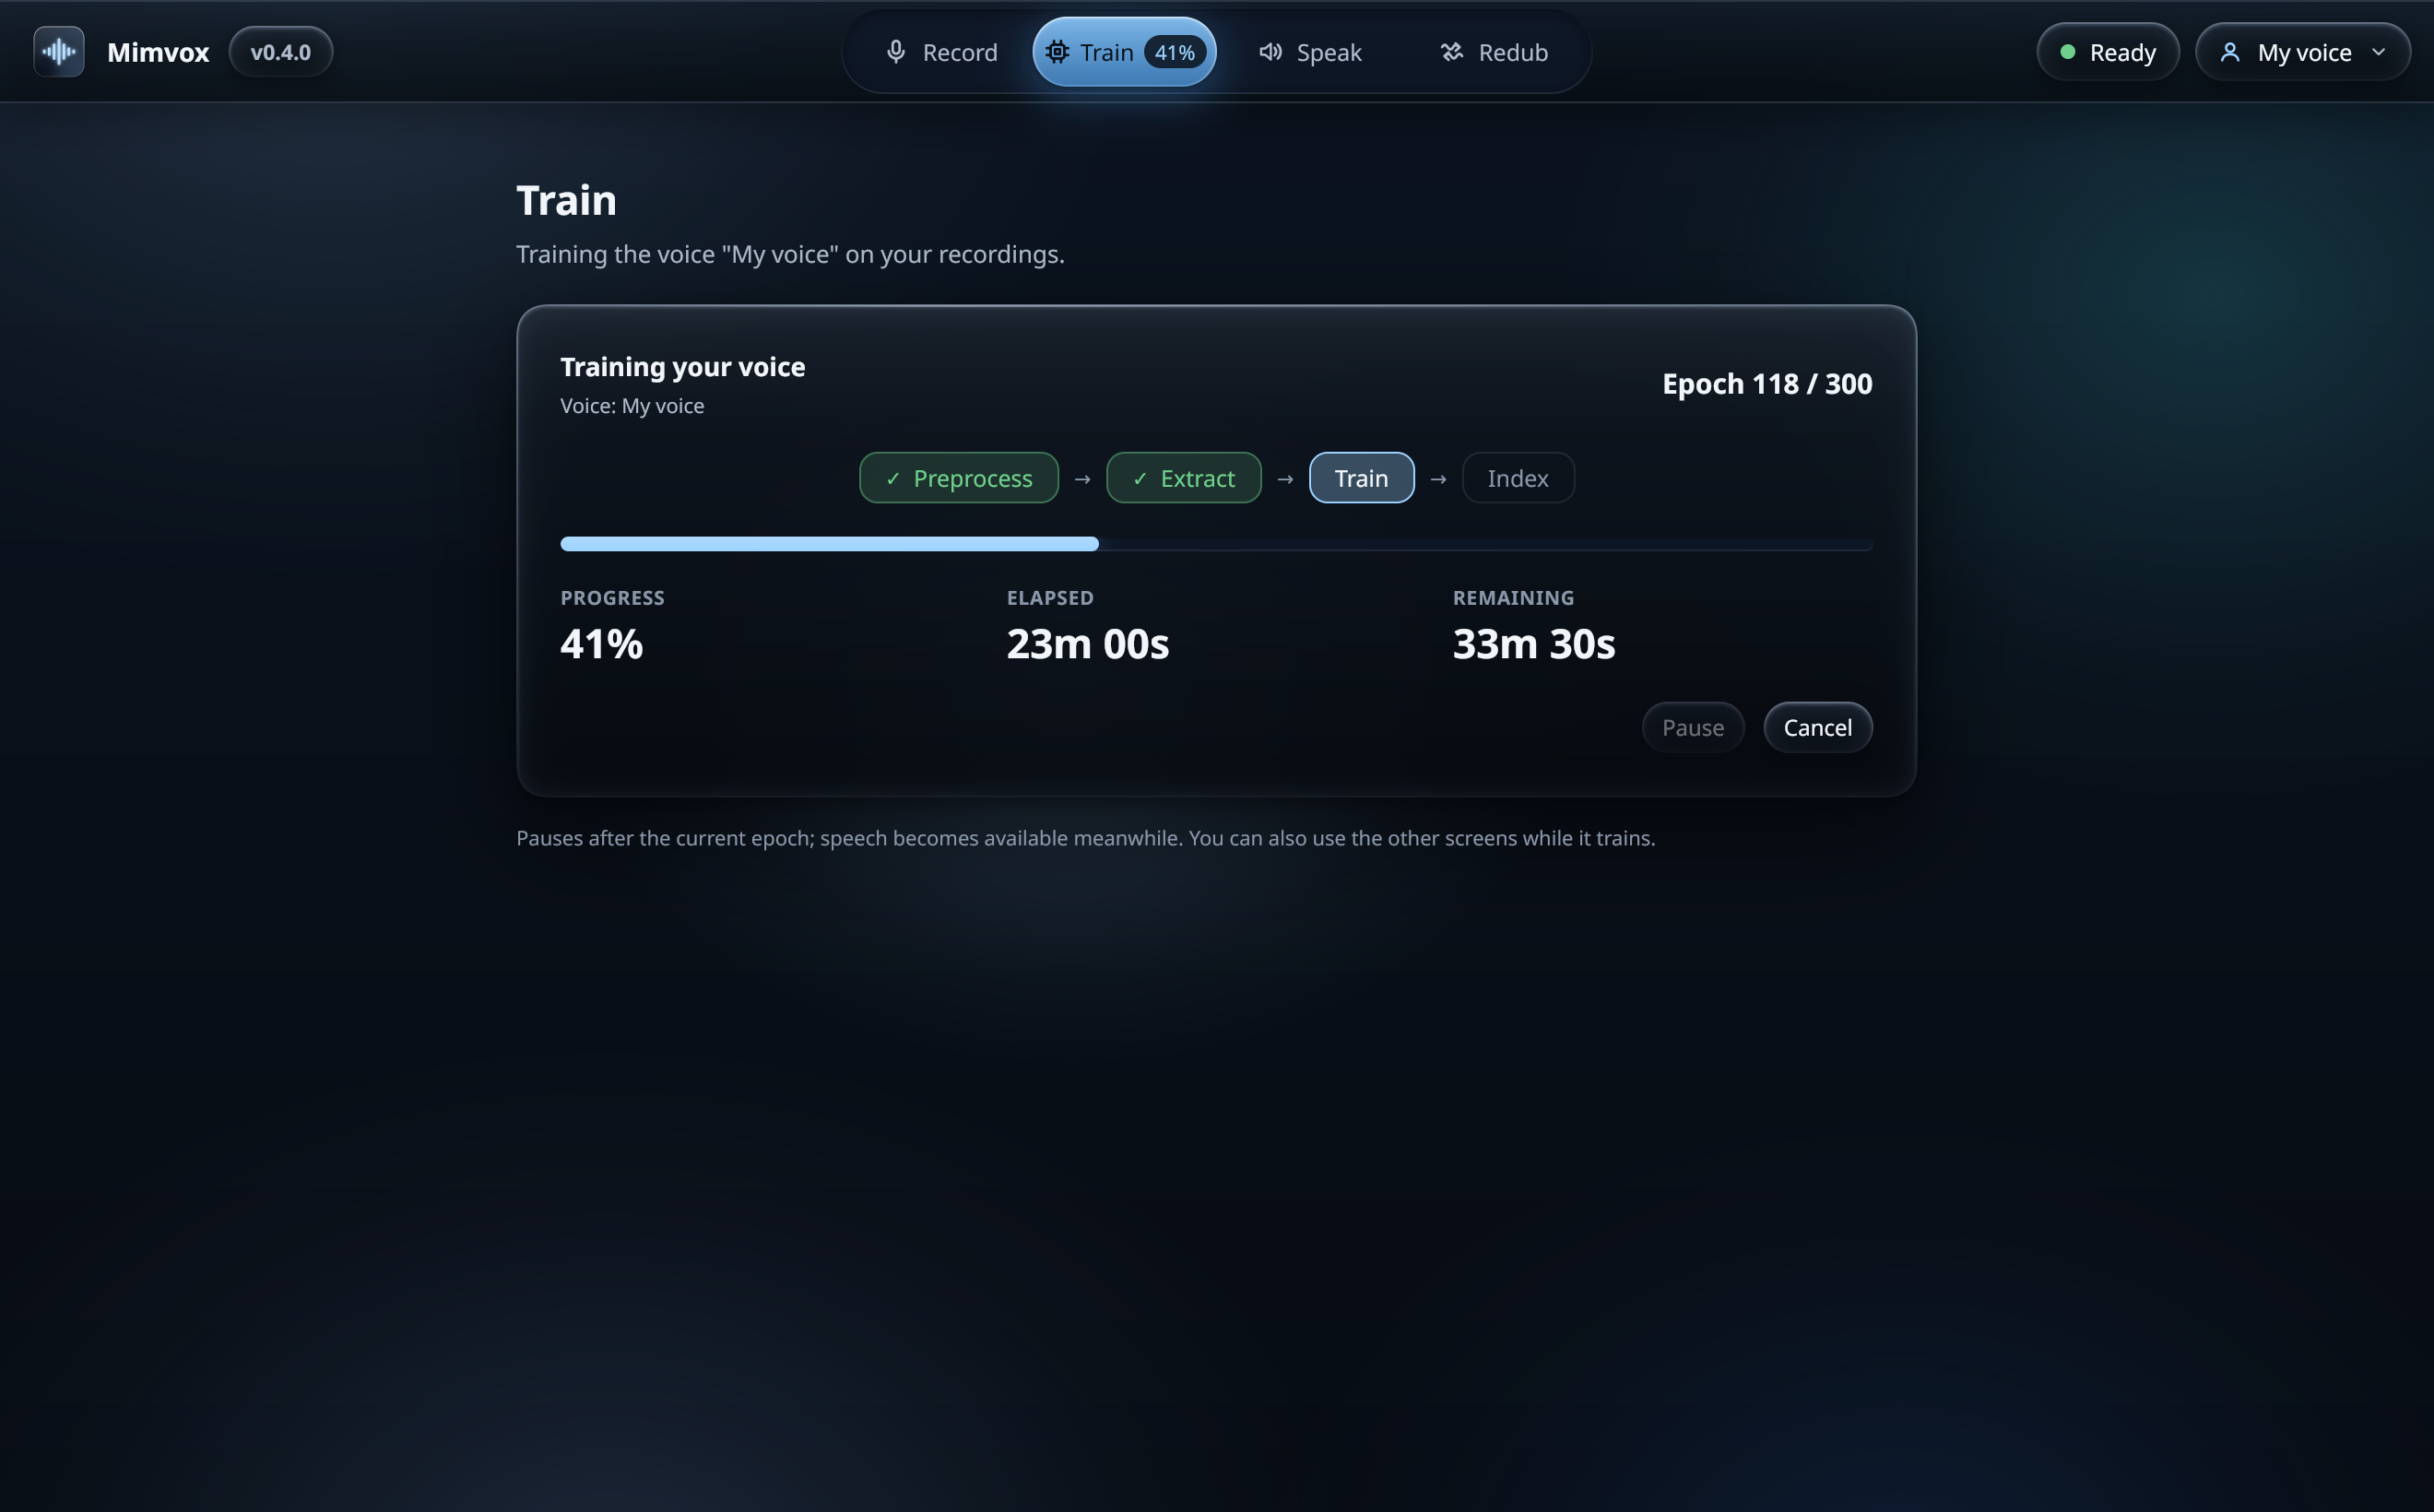 Mimvox v0.4.0 Record Train 41% Speak Redub Ready My voice
Train
Training the voice "My voice" on your recordings.
Training your voice
Voice: My voice
Epoch 118 / 300
✓ Preprocess → ✓ Extract → Train → Index
PROGRESS ELAPSED REMAINING
41% 23m 00s 33m 30s
Pause Cancel
Pauses after the current epoch; speech becomes available meanwhile. You can also use the other screens while it trains.